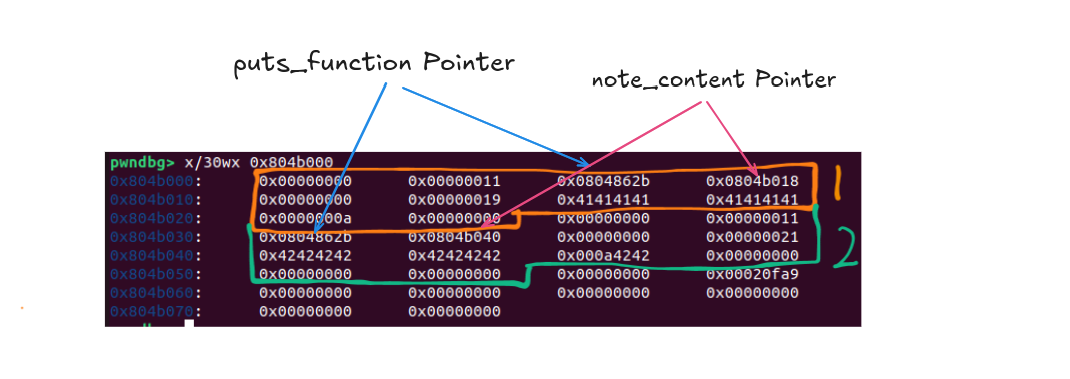 puts_function Pointer
note_content Pointer
pwndbg> x/30wx 0x804b000
0x804b000: 0x00000000 0x00000011 0x0804862b 0x0804b018 1
0x804b010: 0x00000000 0x00000019 0x41414141 0x41414141
0x804b020: 0x0000000a 0x00000000 0x00000000 0x00000011
0x804b030: 0x0804862b 0x0804b040 0x00000000 0x00000021 2
0x804b040: 0x42424242 0x42424242 0x000a4242 0x00000000
0x804b050: 0x00000000 0x00000000 0x00000000 0x00020fa9
0x804b060: 0x00000000 0x00000000 0x00000000 0x00000000
0x804b070: 0x00000000 0x00000000